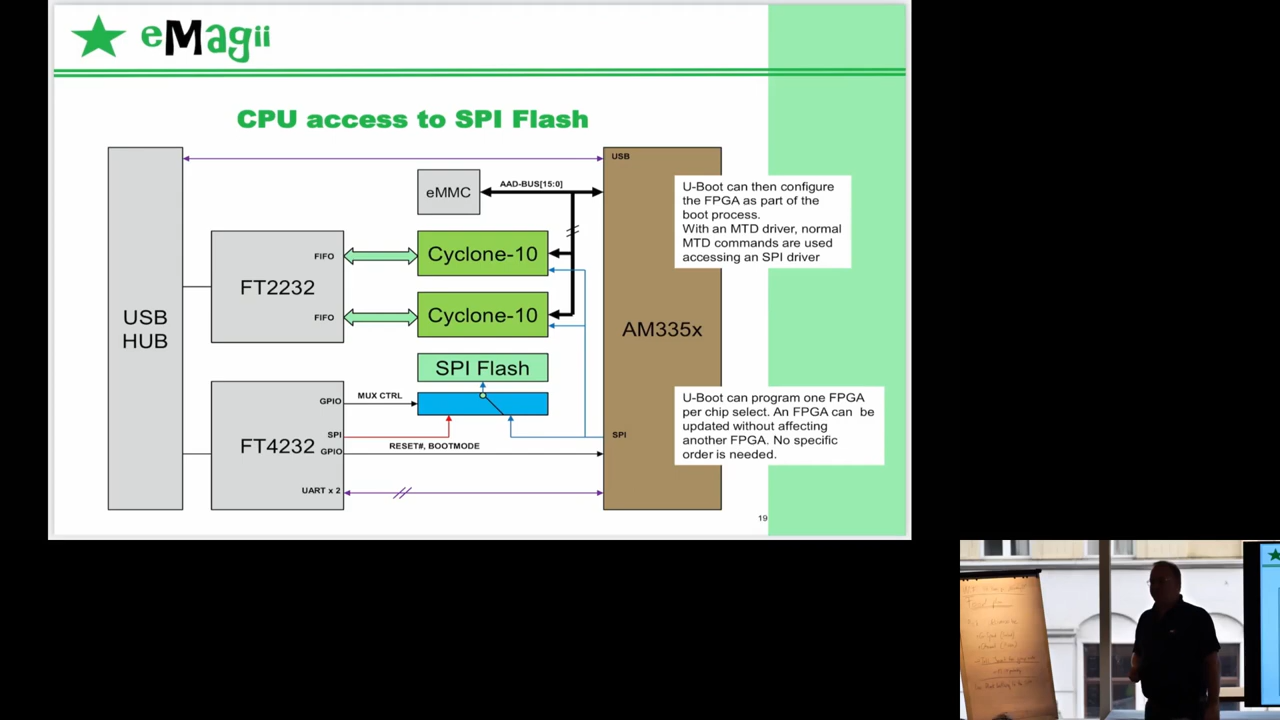 eMagii
CPU access to SPI Flash
USB
HUB
FT2232
FIFO
FIFO
FT4232
GPIO
SPI
GPIO
UART x 2
MUX CTRL
RESET#, BOOTMODE
eMMC
AAD-BUS[15:0]
Cyclone-10
Cyclone-10
SPI Flash
USB
AM335x
SPI
U-Boot can then configure
the FPGA as part of the
boot process.
With an MTD driver, normal
MTD commands are used
accessing an SPI driver
U-Boot can program one FPGA
per chip select. An FPGA can be
updated without affecting
another FPGA. No specific
order is needed.
19